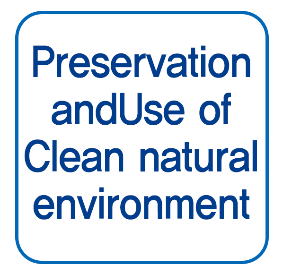 Preservation
andUse of
Clean natural
environment